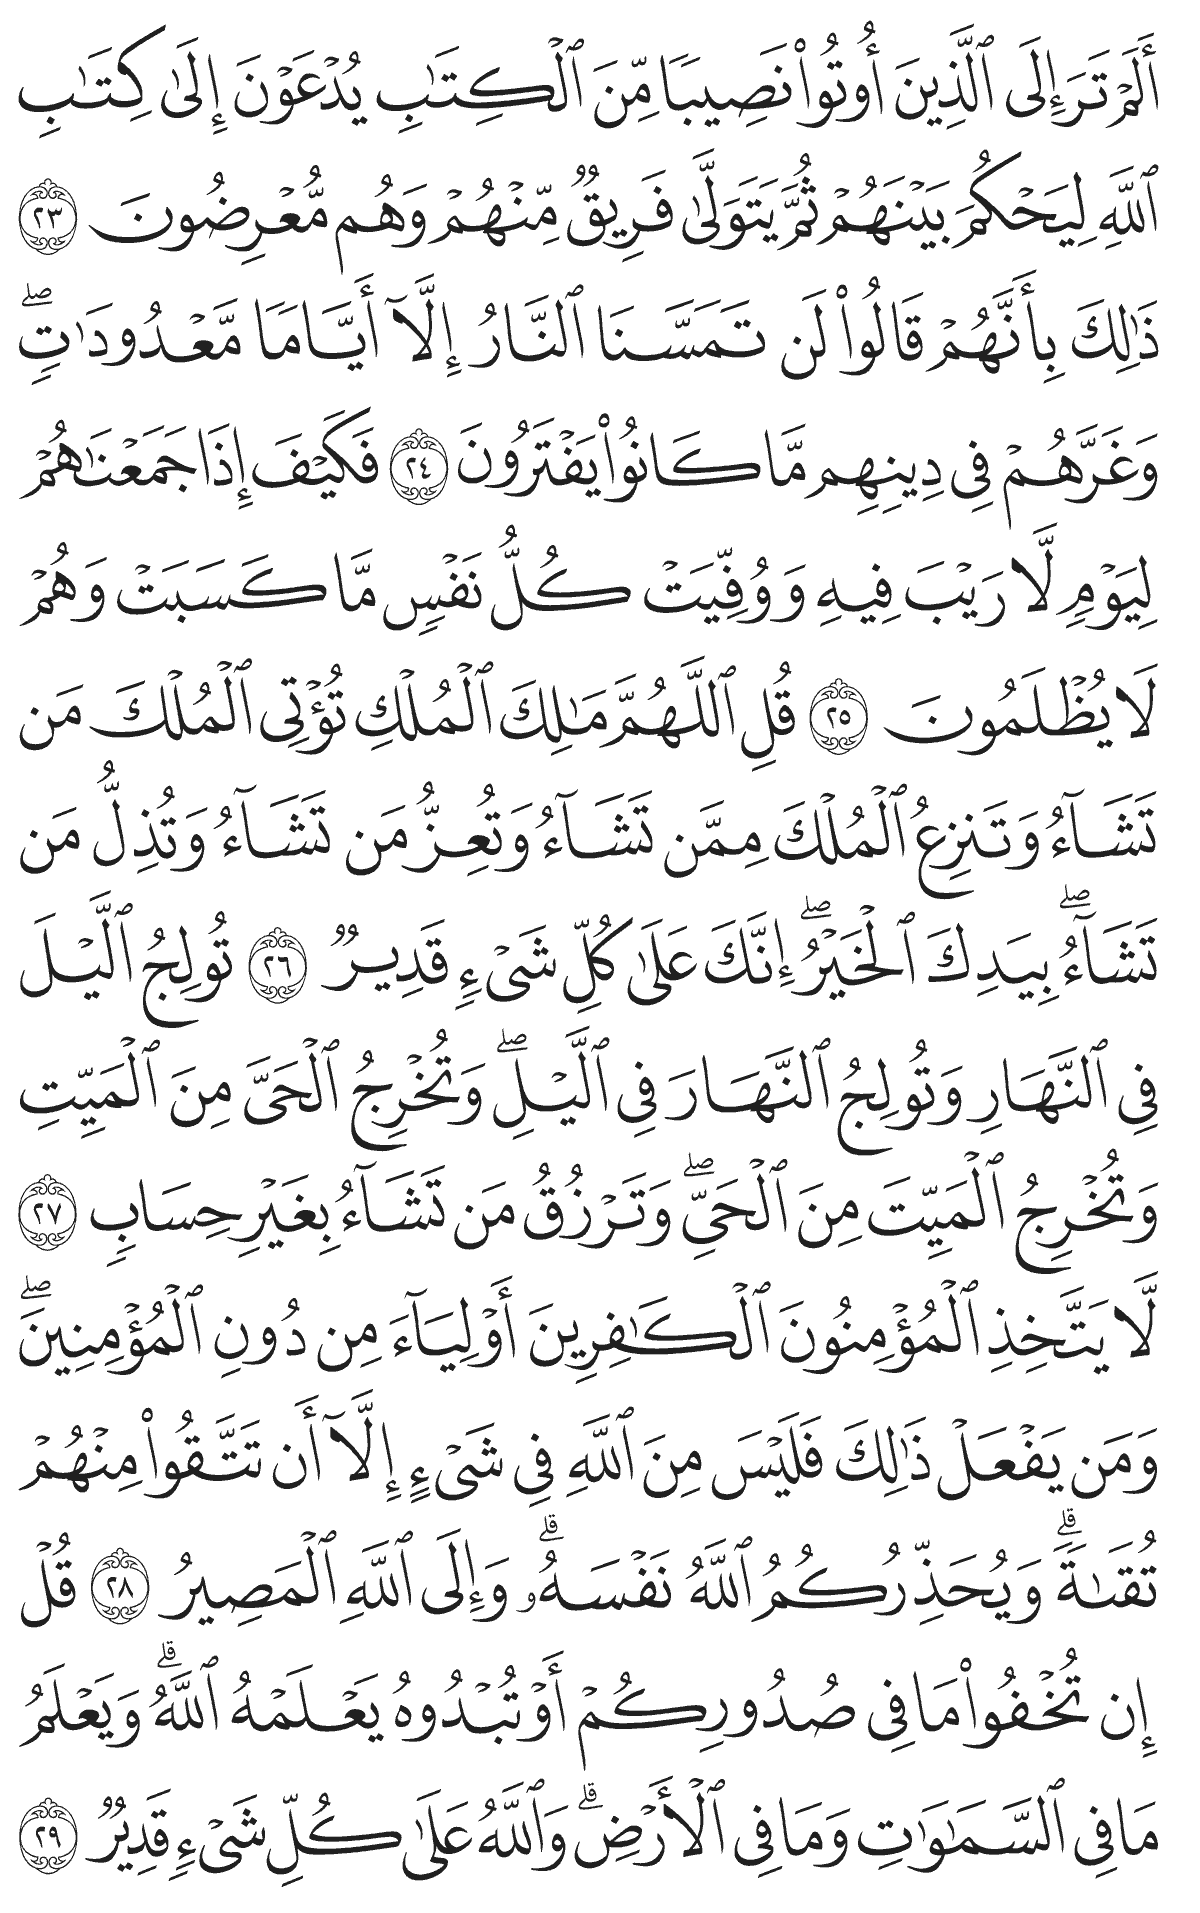 أَلَمْ تَرَ إِلَى ٱلَّذِينَ أُوتُوا۟ نَصِيبًا مِّنَ ٱلْكِتَٰبِ يُدْعَوْنَ إِلَىٰ كِتَٰبِ
ٱللَّهِ لِيَحْكُمَ بَيْنَهُمْ ثُمَّ يَتَوَلَّىٰ فَرِيقٌ مِّنْهُمْ وَهُم مُّعْرِضُونَ ٢٣
ذَٰلِكَ بِأَنَّهُمْ قَالُوا۟ لَن تَمَسَّنَا ٱلنَّارُ إِلَّآ أَيَّامًا مَّعْدُودَٰتٍ ۖ
وَغَرَّهُمْ فِى دِينِهِم مَّا كَانُوا۟ يَفْتَرُونَ ٢٤ فَكَيْفَ إِذَا جَمَعْنَٰهُمْ
لِيَوْمٍ لَّا رَيْبَ فِيهِ وَوُفِّيَتْ كُلُّ نَفْسٍ مَّا كَسَبَتْ وَهُمْ
لَا يُظْلَمُونَ ٢٥ قُلِ ٱللَّهُمَّ مَٰلِكَ ٱلْمُلْكِ تُؤْتِى ٱلْمُلْكَ مَن
تَشَآءُ وَتَنزِعُ ٱلْمُلْكَ مِمَّن تَشَآءُ وَتُعِزُّ مَن تَشَآءُ وَتُذِلُّ مَن
تَشَآءُ ۖ بِيَدِكَ ٱلْخَيْرُ ۖ إِنَّكَ عَلَىٰ كُلِّ شَىْءٍ قَدِيرٌ ٢٦ تُولِجُ ٱلَّيْلَ
فِى ٱلنَّهَارِ وَتُولِجُ ٱلنَّهَارَ فِى ٱلَّيْلِ ۖ وَتُخْرِجُ ٱلْحَىَّ مِنَ ٱلْمَيِّتِ
وَتُخْرِجُ ٱلْمَيِّتَ مِنَ ٱلْحَىِّ ۖ وَتَرْزُقُ مَن تَشَآءُ بِغَيْرِ حِسَابٍ ٢٧
لَّا يَتَّخِذِ ٱلْمُؤْمِنُونَ ٱلْكَٰفِرِينَ أَوْلِيَآءَ مِن دُونِ ٱلْمُؤْمِنِينَ ۖ
وَمَن يَفْعَلْ ذَٰلِكَ فَلَيْسَ مِنَ ٱللَّهِ فِى شَىْءٍ إِلَّآ أَن تَتَّقُوا۟ مِنْهُمْ
تُقَىٰةً ۗ وَيُحَذِّرُكُمُ ٱللَّهُ نَفْسَهُۥ ۗ وَإِلَى ٱللَّهِ ٱلْمَصِيرُ ٢٨ قُلْ
إِن تُخْفُوا۟ مَا فِى صُدُورِكُمْ أَوْ تُبْدُوهُ يَعْلَمْهُ ٱللَّهُ ۗ وَيَعْلَمُ
مَا فِى ٱلسَّمَٰوَٰتِ وَمَا فِى ٱلْأَرْضِ ۗ وَٱللَّهُ عَلَىٰ كُلِّ شَىْءٍ قَدِيرٌ ٢٩